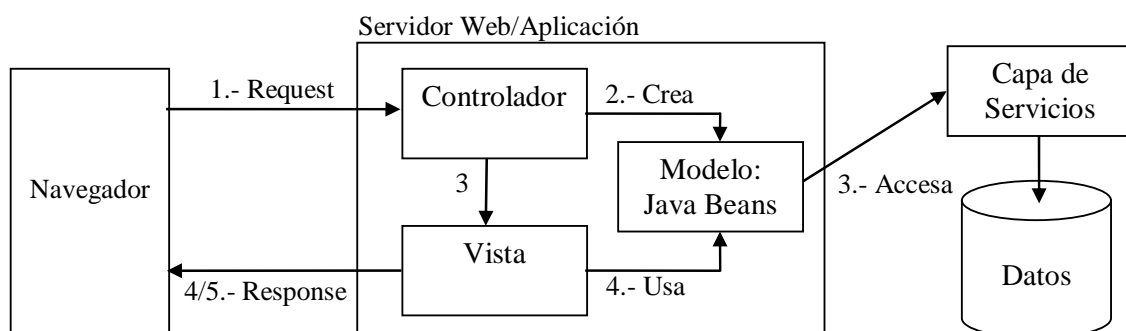 Servidor Web/Aplicación
1.- Request
Controlador
2.- Crea
Capa de
Servicios
Navegador
3
Modelo:
Java Beans
3.- Accesa
Vista
4/5.- Response
4.- Usa
Datos